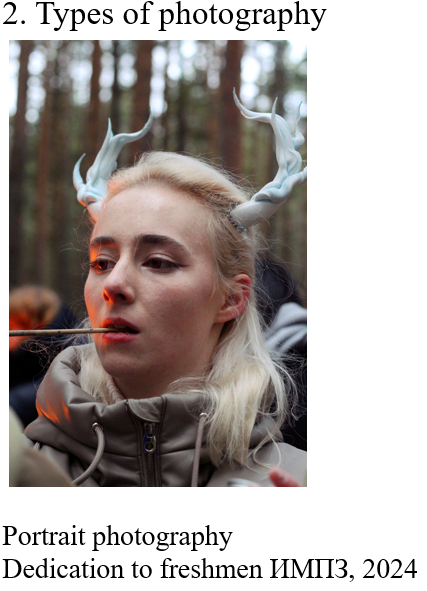 2. Types of photography
Portrait photography
Dedication to freshmen ИМПЗ, 2024